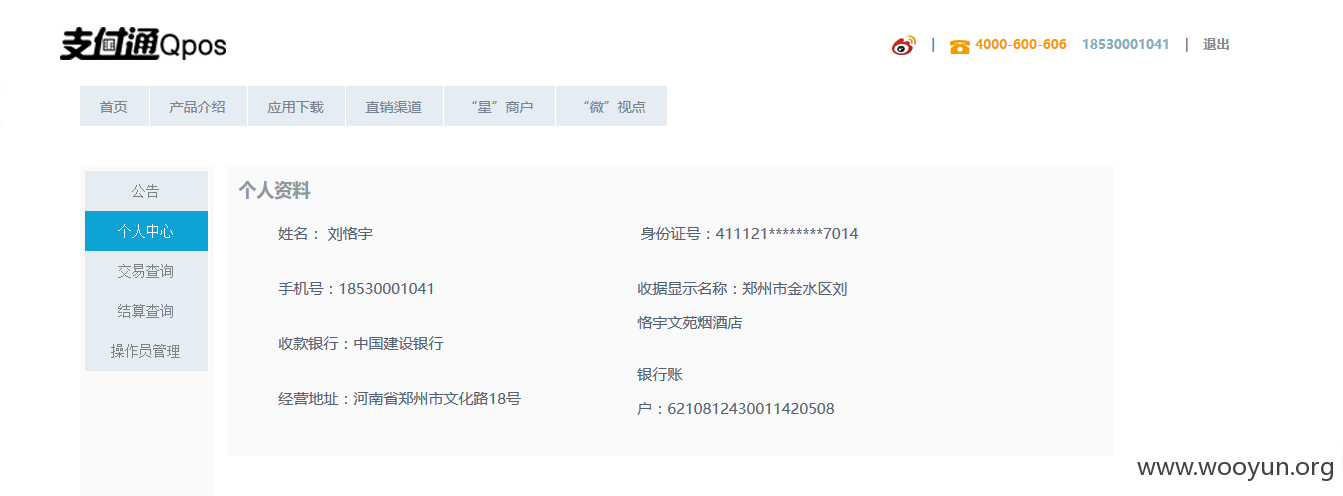 支付通Qpos
| 4000-600-606 18530001041 | 退出
首页 产品介绍 应用下载 直销渠道 “星”商户 “微”视点
公告
个人中心
交易查询
结算查询
操作员管理
个人资料
姓名： 刘恪宇
身份证号：411121********7014
手机号：18530001041
收据显示名称：郑州市金水区刘
恪宇文苑烟酒店
收款银行：中国建设银行
银行账
户：6210812430011420508
经营地址：河南省郑州市文化路18号
www.wooyun.org